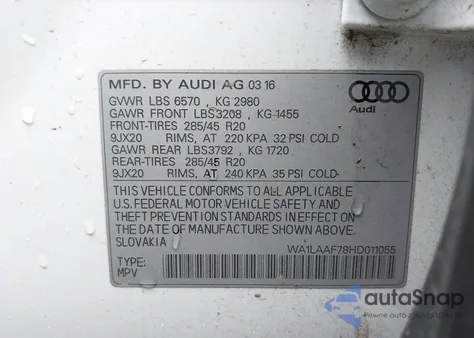 MFD. BY AUDI AG 03 16
GVWR LBS 6570 , KG 2980
GAWR FRONT LBS3208 , KG 1455
FRONT-TIRES 285/45 R20
9JX20 RIMS, AT 220 KPA 32 PSI COLD
GAWR REAR LBS3792 , KG 1720
REAR-TIRES 285/45 R20
9JX20 RIMS, AT 240 KPA 35 PSI COLD
THIS VEHICLE CONFORMS TO ALL APPLICABLE
U.S. FEDERAL MOTOR VEHICLE SAFETY AND
THEFT PREVENTION STANDARDS IN EFFECT ON
THE DATE OF MANUFACTURE SHOWN ABOVE.
SLOVAKIA
WA1LAAF78HD011055
TYPE:
MPV
Audi
autoSnap